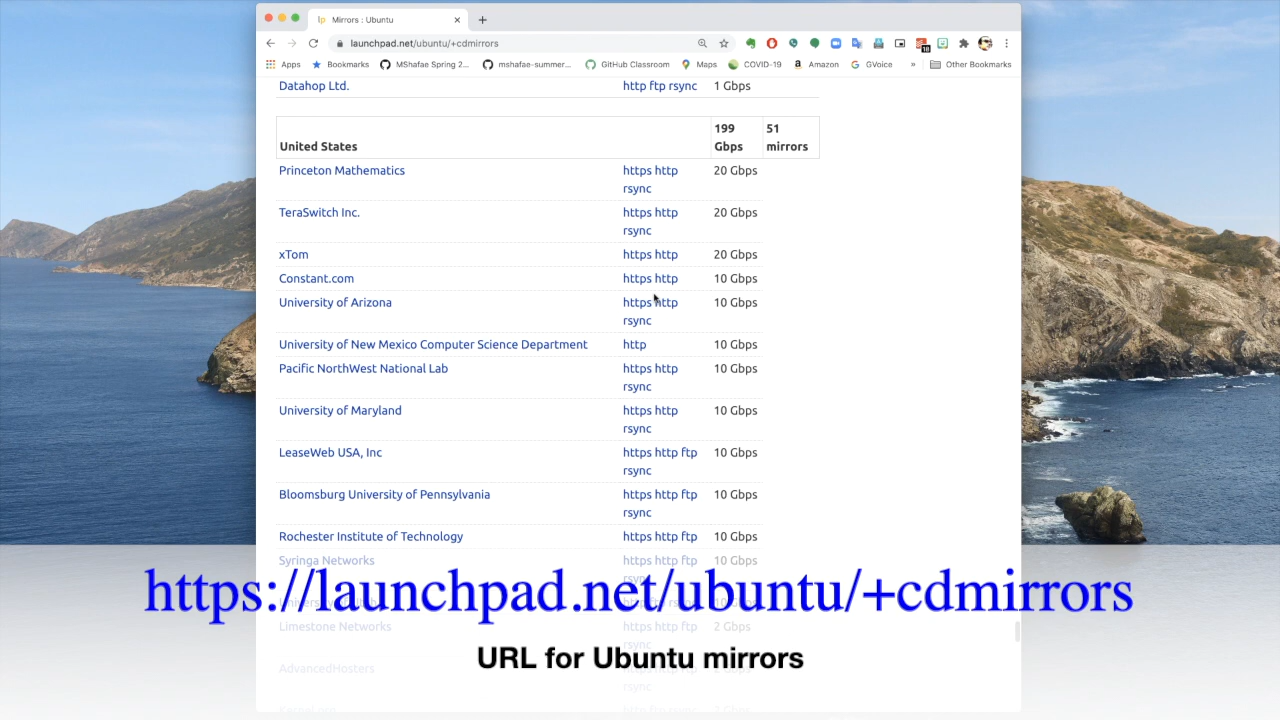 Mirrors : Ubuntu
launchpad.net/ubuntu/+cdmirrors
Apps Bookmarks MShafae Spring 2... mshafae-summer... GitHub Classroom Maps COVID-19 Amazon GVoice » Other Bookmarks
Datahop Ltd. http ftp rsync 1 Gbps
United States 199 Gbps 51 mirrors
Princeton Mathematics https http rsync 20 Gbps
TeraSwitch Inc. https http rsync 20 Gbps
xTom https http 20 Gbps
Constant.com https http 10 Gbps
University of Arizona https http rsync 10 Gbps
University of New Mexico Computer Science Department http 10 Gbps
Pacific NorthWest National Lab https http rsync 10 Gbps
University of Maryland https http rsync 10 Gbps
LeaseWeb USA, Inc https http ftp rsync 10 Gbps
Bloomsburg University of Pennsylvania https http ftp rsync 10 Gbps
Rochester Institute of Technology https http ftp 10 Gbps
Syringa Networks https http ftp 10 Gbps
https://launchpad.net/ubuntu/+cdmirrors
Limestone Networks https http ftp 2 Gbps
URL for Ubuntu mirrors
AdvancedHosters
rsync